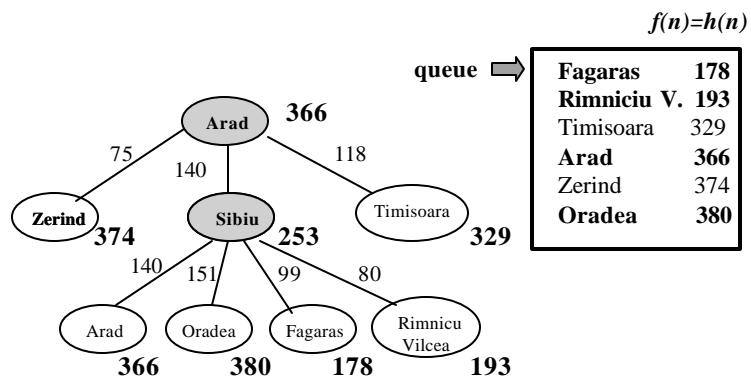 f(n)=h(n)
queue
Fagaras 178
Rimniciu V. 193
Timisoara 329
Arad 366
Zerind 374
Oradea 380
Arad 366
75
140
118
Zerind 374
Sibiu 253
Timisoara 329
140
151
99
80
Arad 366
Oradea 380
Fagaras 178
Rimnicu
Vilcea 193